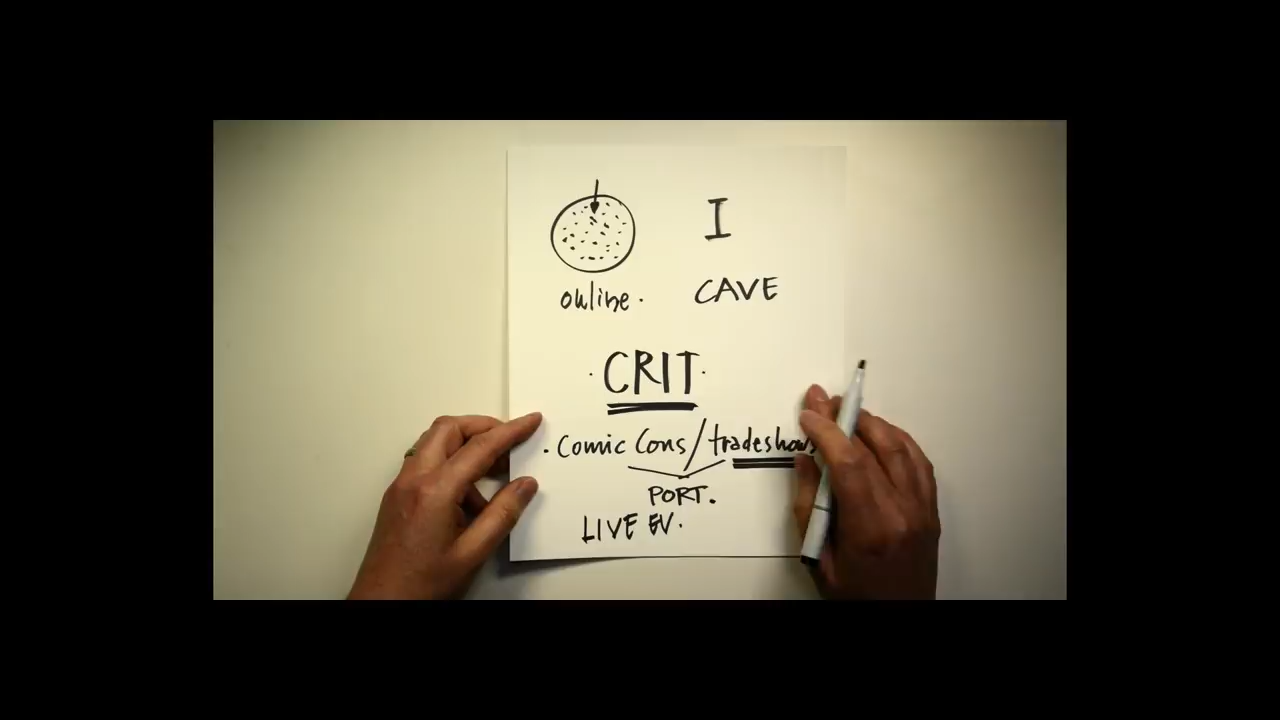 I
online.
CAVE
· CRIT ·
· Comic Cons / tradeshows
PORT.
LIVE EV.